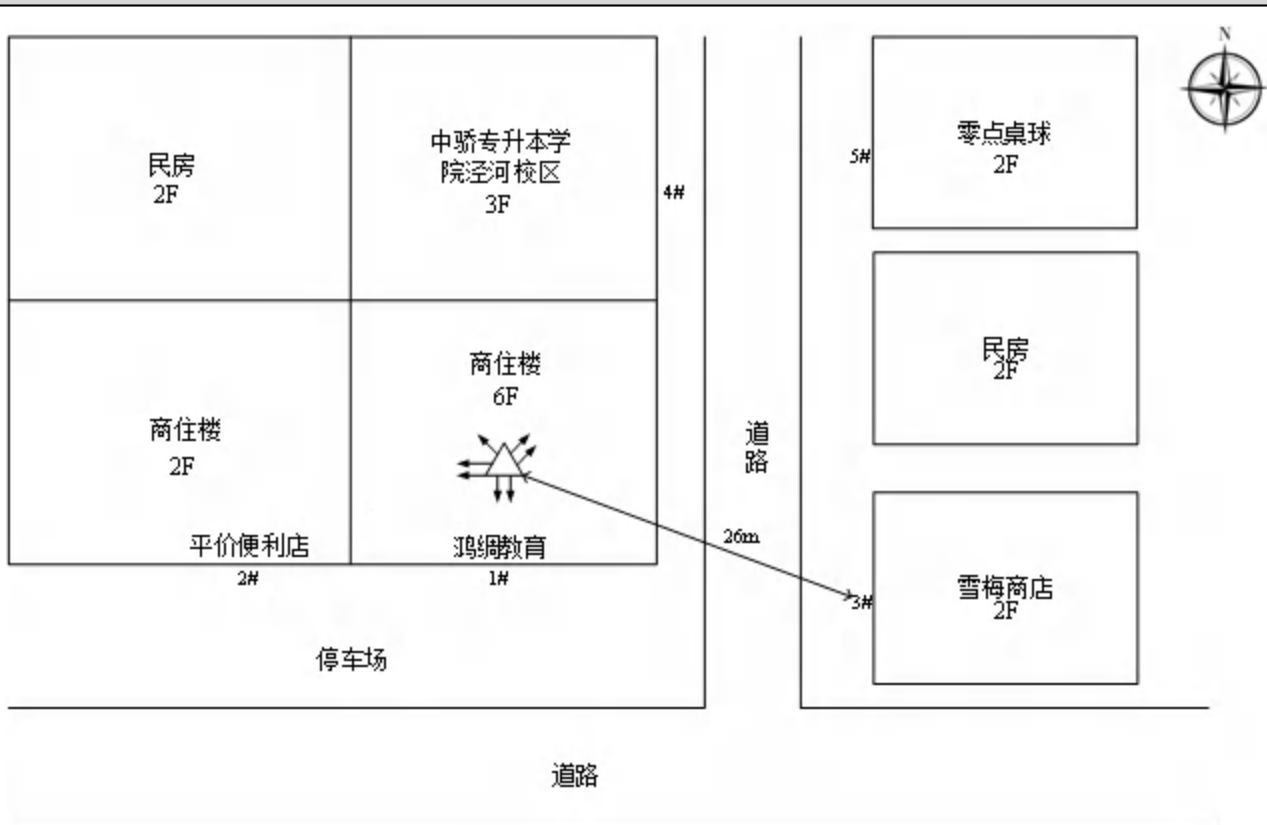 N
民房
2F
中骄专升本学
院泾河校区
3F
4#
5#
零点桌球
2F
民房
2F
商住楼
6F
商住楼
2F
道
路
26m
平价便利店
2#
鸿绸教育
1#
3#
雪梅商店
2F
停车场
道路